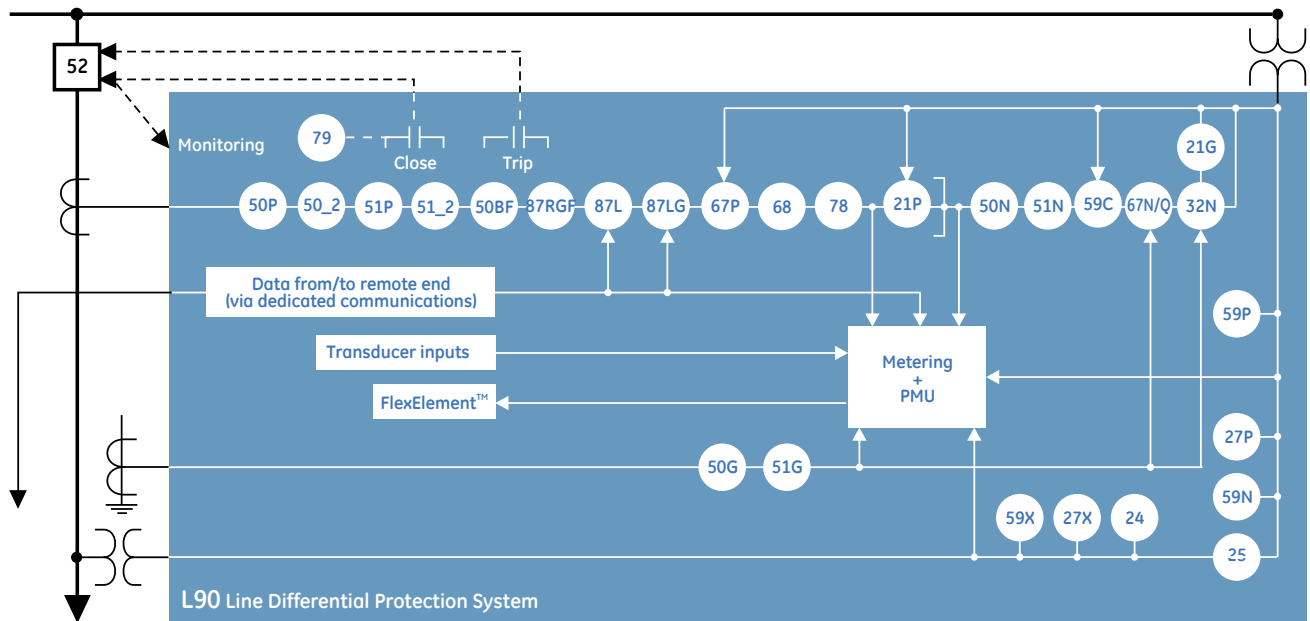 52
Monitoring
79
Close
Trip
21G
50P
50_2
51P
51_2
50BF
87RGF
87L
87LG
67P
68
78
21P
50N
51N
59C
67N/Q
32N
Data from/to remote end
(via dedicated communications)
59P
Transducer inputs
Metering
+
PMU
FlexElement™
27P
50G
51G
59N
59X
27X
24
25
L90 Line Differential Protection System